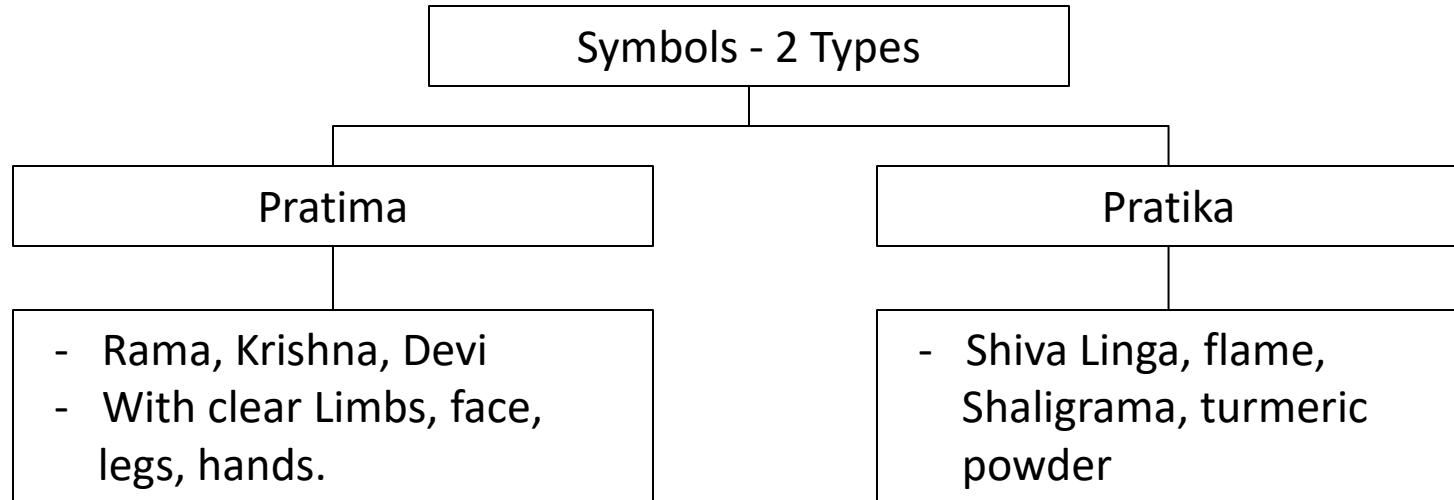 Symbols - 2 Types
Pratima
Pratika
- Rama, Krishna, Devi
- With clear Limbs, face,
legs, hands.
- Shiva Linga, flame,
Shaligrama, turmeric
powder